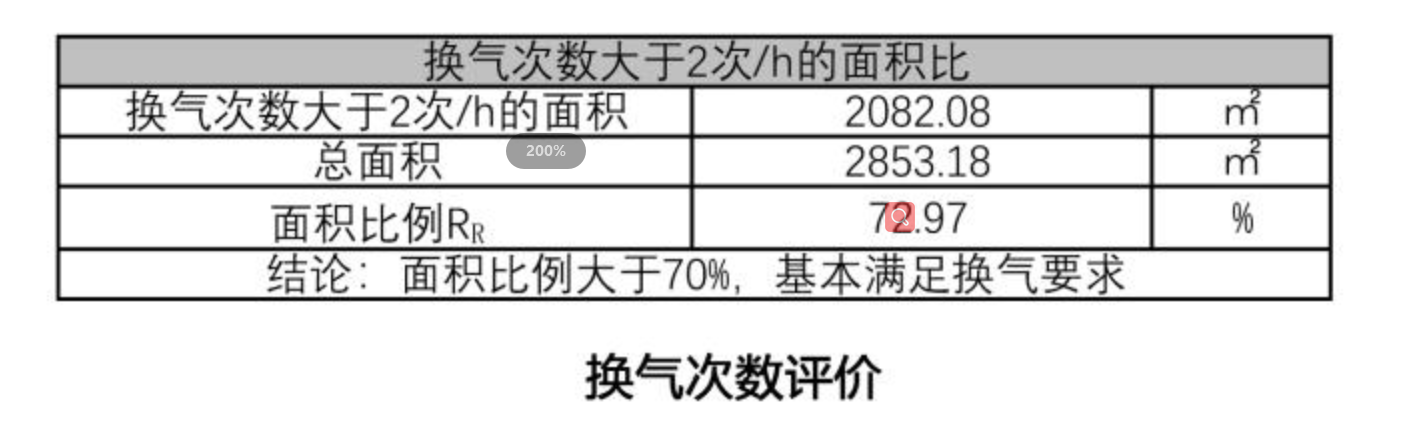 换气次数大于2次/h的面积比
换气次数大于2次/h的面积 2082.08 ㎡
总面积 2853.18 ㎡
200%
面积比例RR 72.97 %
结论：面积比例大于70%，基本满足换气要求
换气次数评价